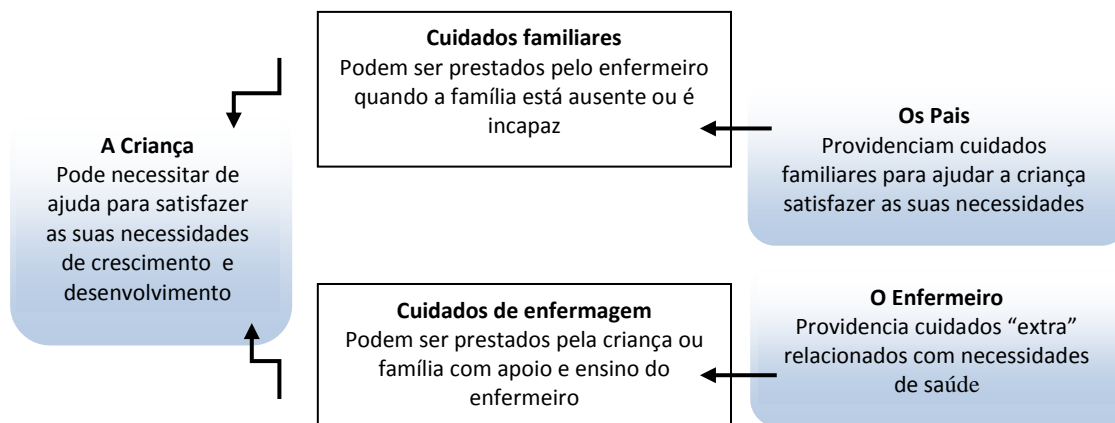 Cuidados familiares
Podem ser prestados pelo enfermeiro
quando a família está ausente ou é
incapaz
Os Pais
Providenciam cuidados
familiares para ajudar a criança
satisfazer as suas necessidades
A Criança
Pode necessitar de
ajuda para satisfazer
as suas necessidades
de crescimento e
desenvolvimento
Cuidados de enfermagem
Podem ser prestados pela criança ou
família com apoio e ensino do
enfermeiro
O Enfermeiro
Providencia cuidados “extra”
relacionados com necessidades
de saúde